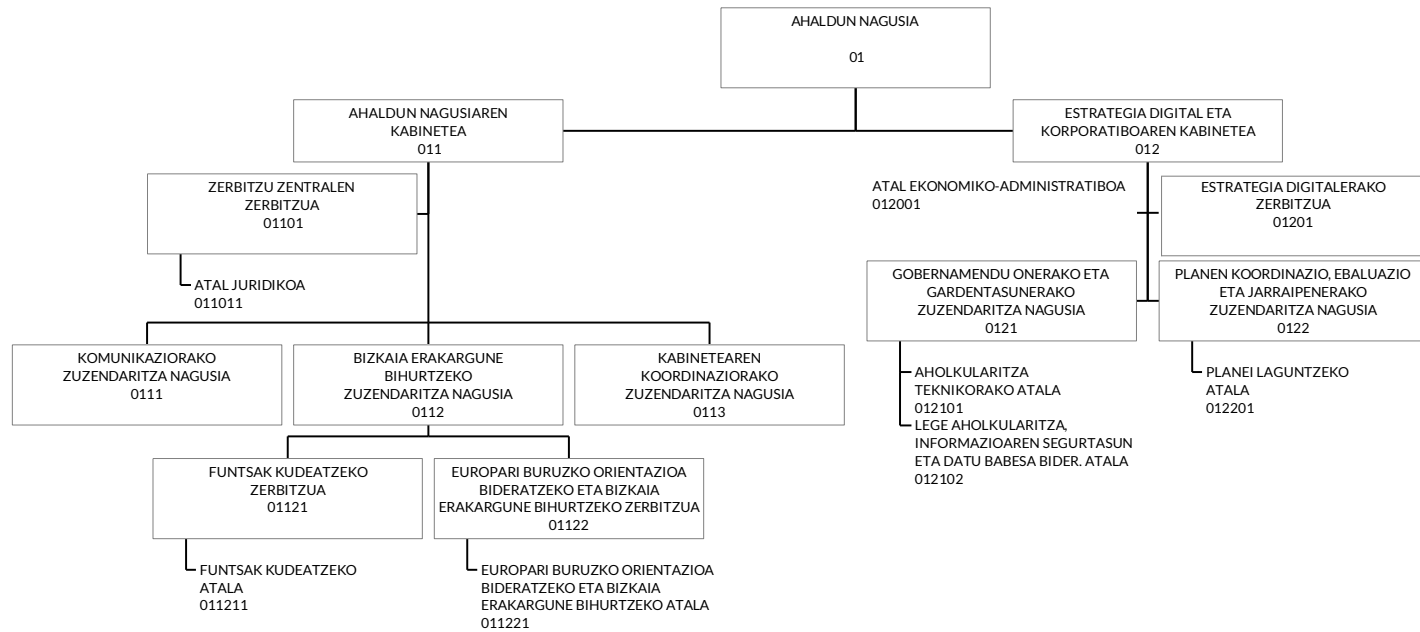 AHALDUN NAGUSIA
01
AHALDUN NAGUSIAREN
KABINETEA
011
ESTRATEGIA DIGITAL ETA
KORPORATIBOAREN KABINETEA
012
ZERBITZU ZENTRALEN
ZERBITZUA
01101
ATAL JURIDIKOA
011011
ATAL EKONOMIKO-ADMINISTRATIBOA
012001
ESTRATEGIA DIGITALERAKO
ZERBITZUA
01201
KOMUNIKAZIORAKO
ZUZENDARITZA NAGUSIA
0111
BIZKAIA ERAKARGUNE
BIHURTZEKO
ZUZENDARITZA NAGUSIA
0112
KABINETEAREN
KOORDINAZIORAKO
ZUZENDARITZA NAGUSIA
0113
GOBERNAMENDU ONERAKO ETA
GARDENTASUNERAKO
ZUZENDARITZA NAGUSIA
0121
PLANEN KOORDINAZIO, EBALUAZIO
ETA JARRAIPENERAKO
ZUZENDARITZA NAGUSIA
0122
AHOLKULARITZA
TEKNIKORAKO ATALA
012101
LEGE AHOLKULARITZA,
INFORMAZIOAREN SEGURTASUN
ETA DATU BABESA BIDER. ATALA
012102
PLANEI LAGUNTZEKO
ATALA
012201
FUNTSAK KUDEATZEKO
ZERBITZUA
01121
EUROPARI BURUZKO ORIENTAZIOA
BIDERATZEKO ETA BIZKAIA
ERAKARGUNE BIHURTZEKO ZERBITZUA
01122
FUNTSAK KUDEATZEKO
ATALA
011211
EUROPARI BURUZKO ORIENTAZIOA
BIDERATZEKO ETA BIZKAIA
ERAKARGUNE BIHURTZEKO ATALA
011221